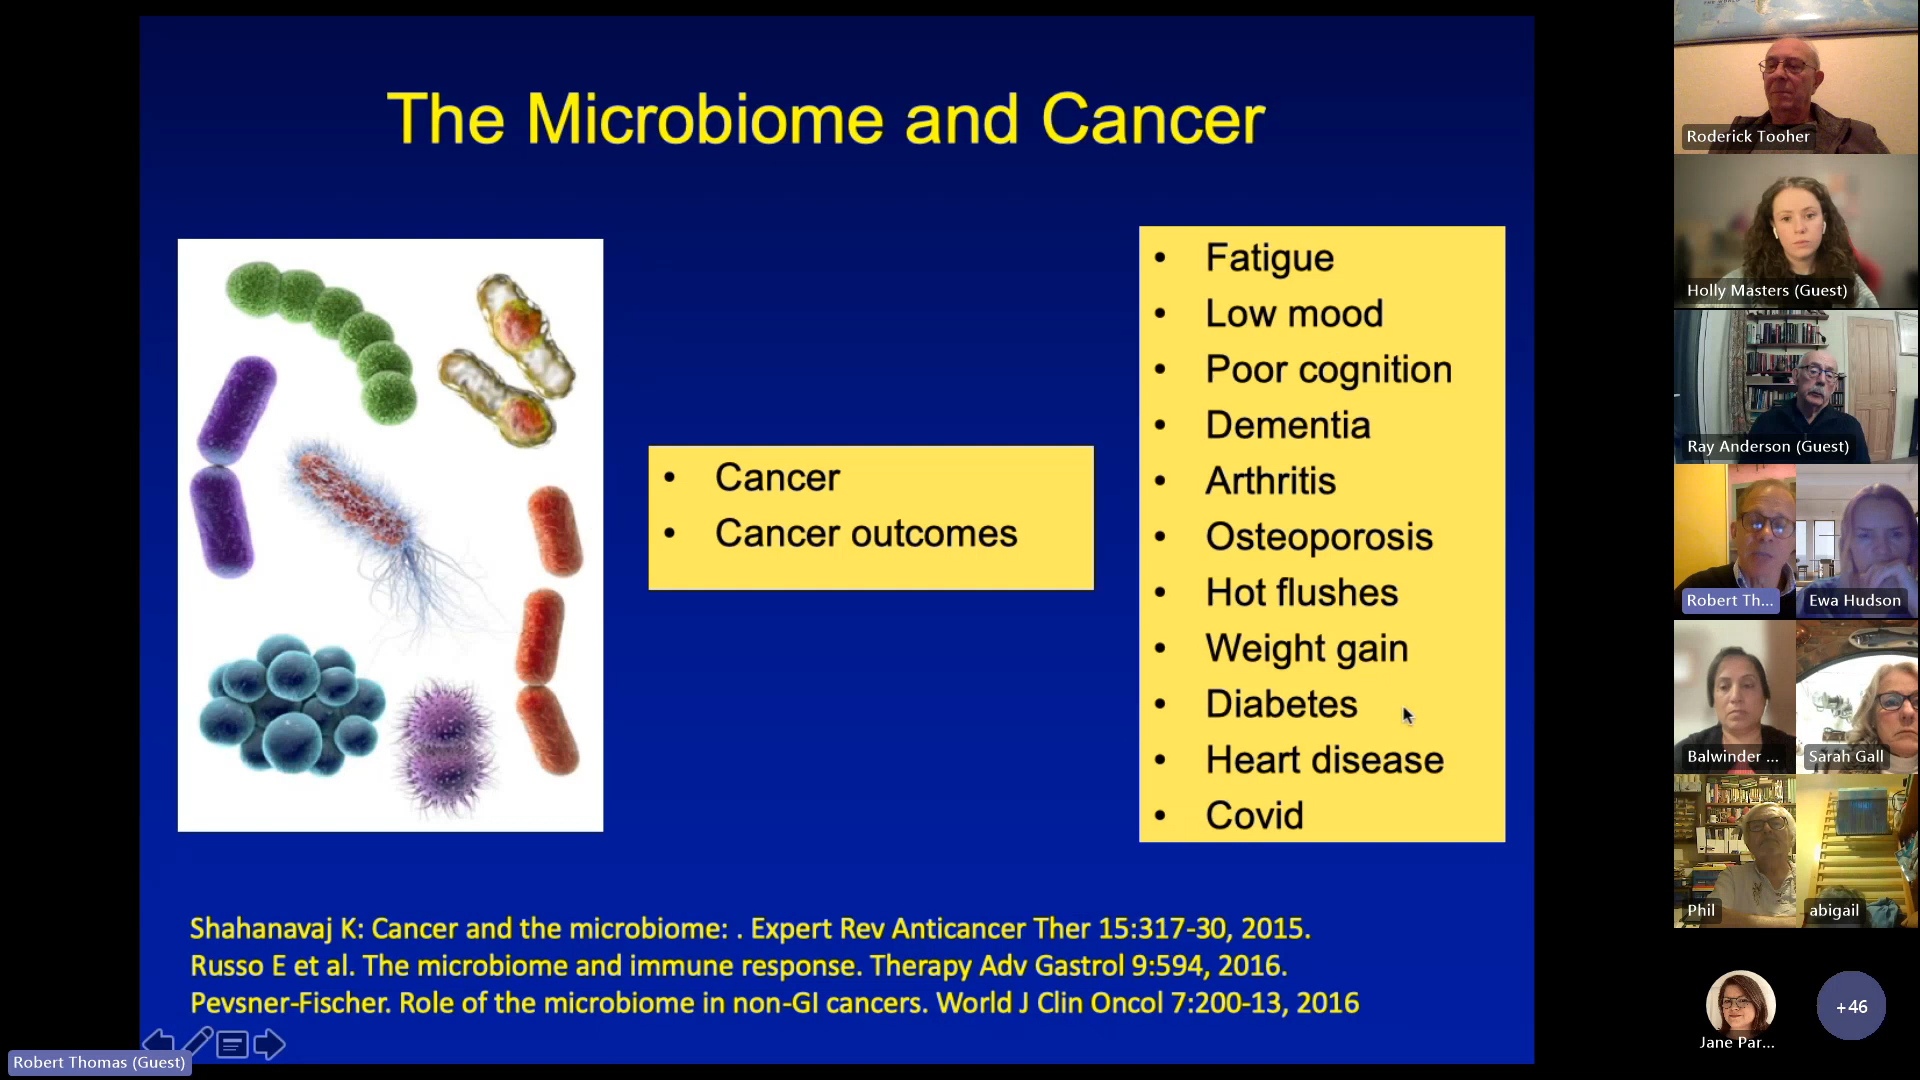 The Microbiome and Cancer
• Cancer
• Cancer outcomes
• Fatigue
• Low mood
• Poor cognition
• Dementia
• Arthritis
• Osteoporosis
• Hot flushes
• Weight gain
• Diabetes
• Heart disease
• Covid
Shahanavaj K: Cancer and the microbiome: . Expert Rev Anticancer Ther 15:317-30, 2015.
Russo E et al. The microbiome and immune response. Therapy Adv Gastrol 9:594, 2016.
Pevsner-Fischer. Role of the microbiome in non-GI cancers. World J Clin Oncol 7:200-13, 2016
Robert Thomas (Guest)
Roderick Tooher
Holly Masters (Guest)
Ray Anderson (Guest)
Robert Th...
Ewa Hudson
Balwinder ...
Sarah Gall
Phil
abigail
Jane Par...
+46